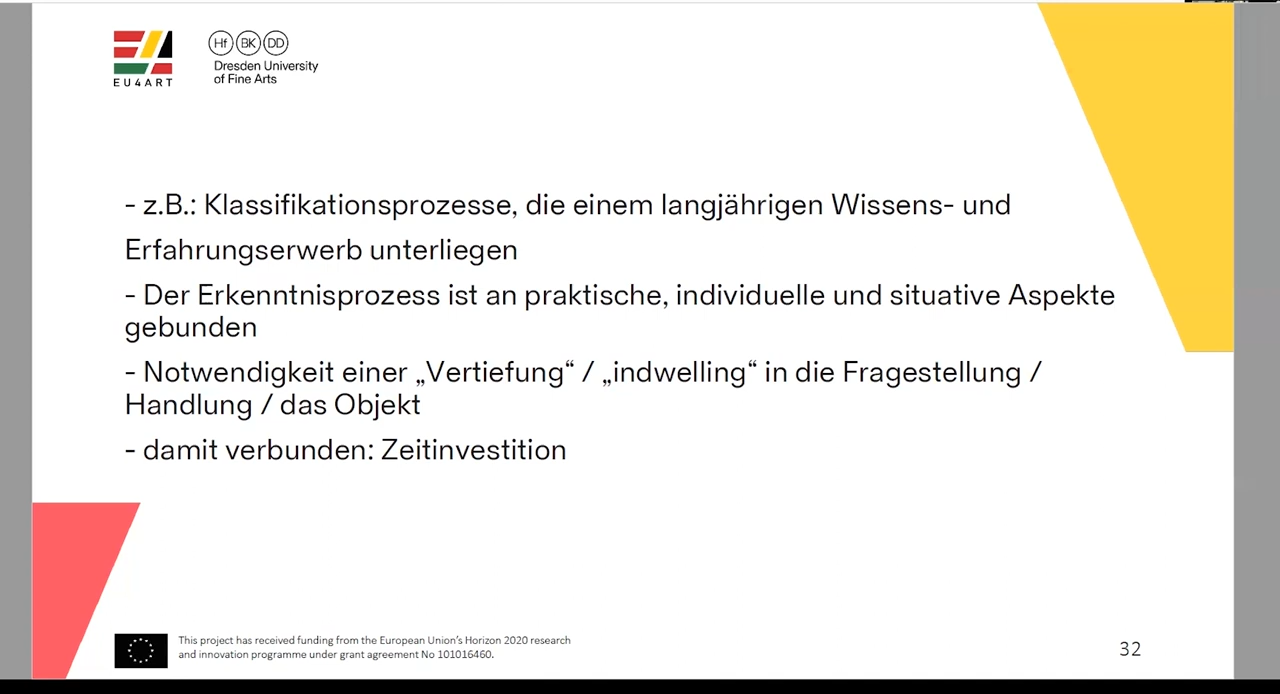 EU4ART
Hf BK DD
Dresden University
of Fine Arts
- z.B.: Klassifikationsprozesse, die einem langjährigen Wissens- und
Erfahrungserwerb unterliegen
- Der Erkenntnisprozess ist an praktische, individuelle und situative Aspekte
gebunden
- Notwendigkeit einer „Vertiefung“ / „indwelling“ in die Fragestellung /
Handlung / das Objekt
- damit verbunden: Zeitinvestition
This project has received funding from the European Union’s Horizon 2020 research
and innovation programme under grant agreement No 101016460.
32